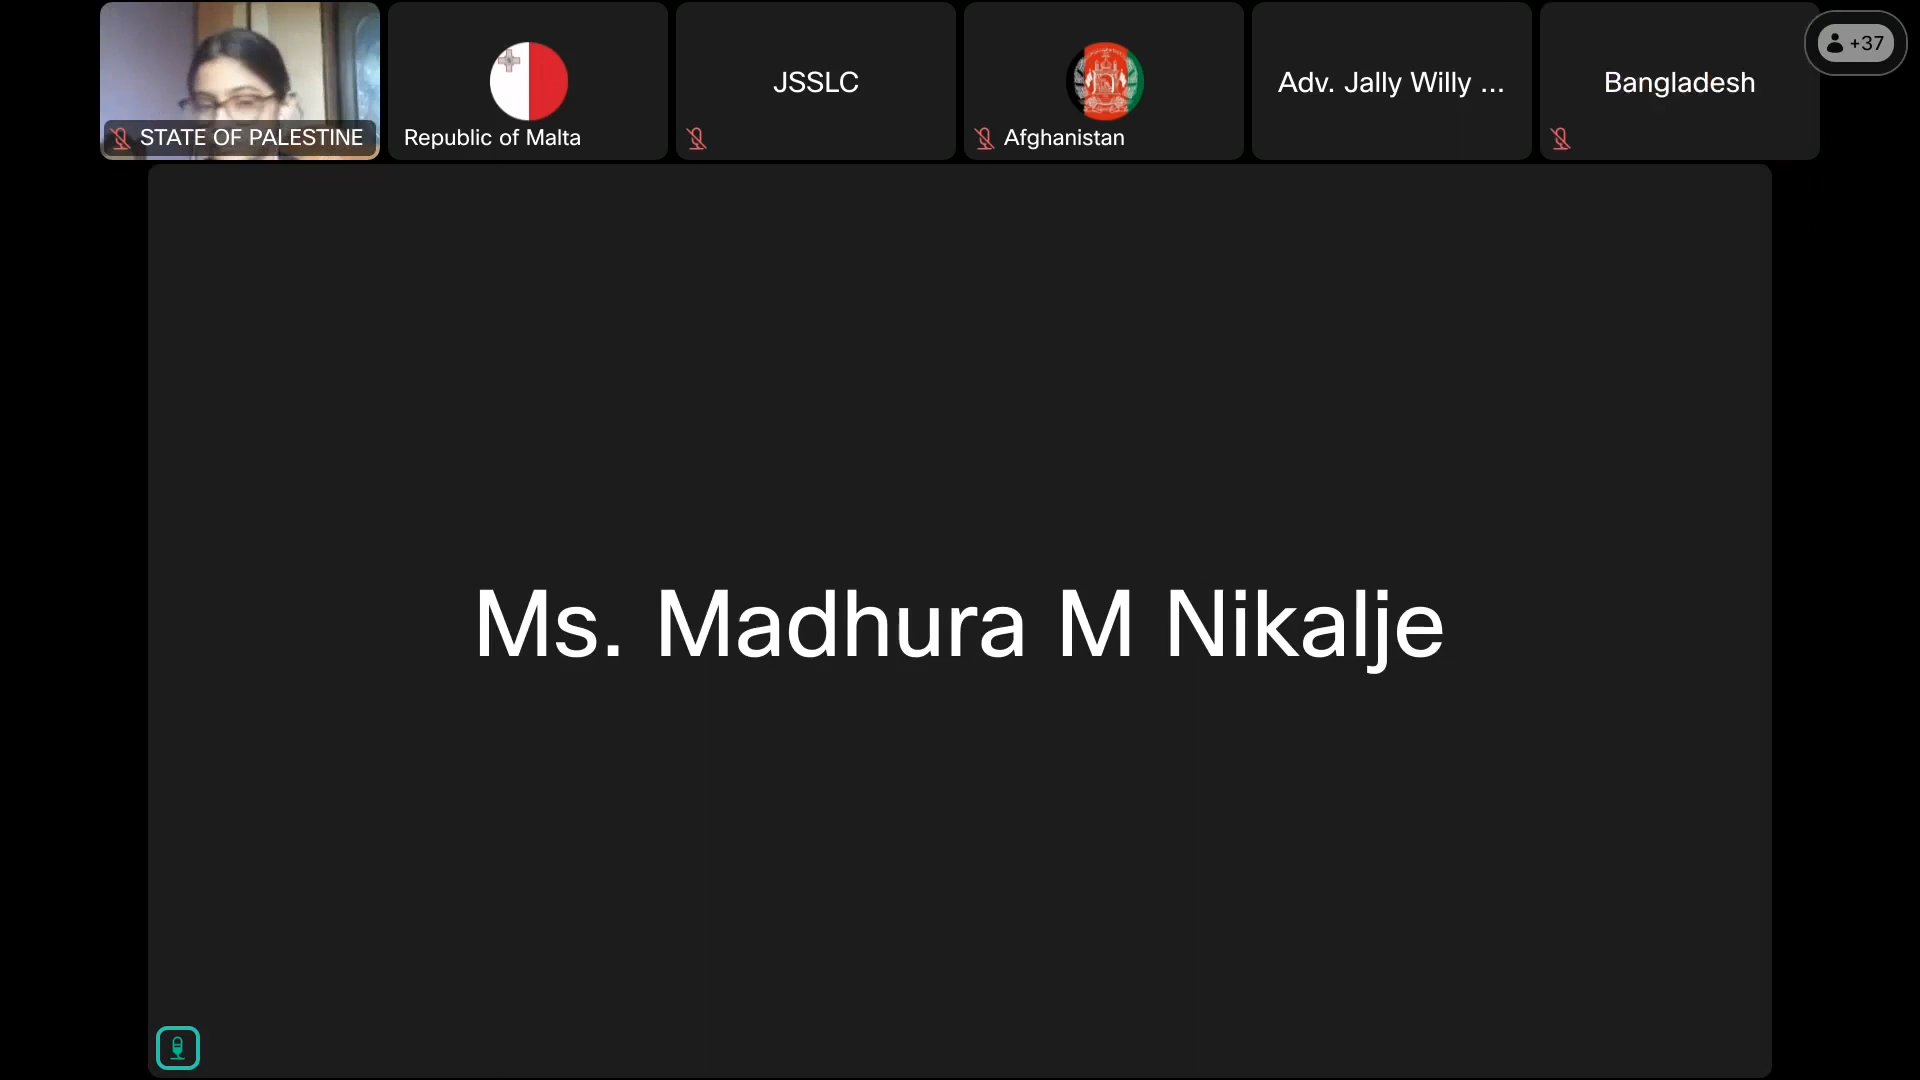 STATE OF PALESTINE
Republic of Malta
JSSLC
Afghanistan
Adv. Jally Willy ...
Bangladesh
+37
Ms. Madhura M Nikalje